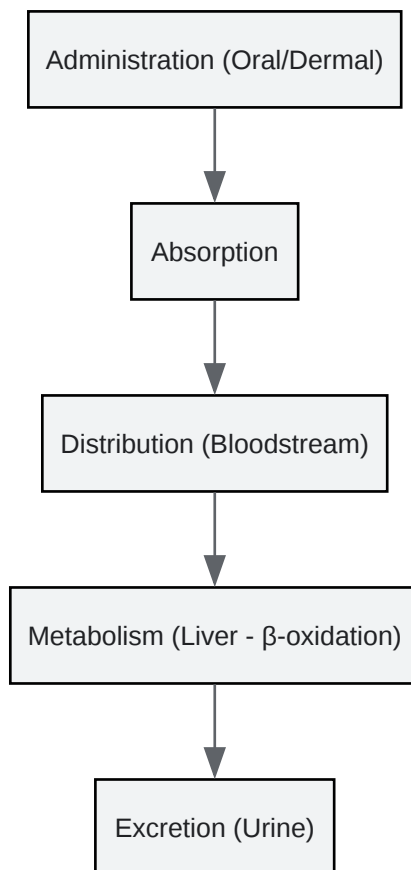 Administration (Oral/Dermal)
Absorption
Distribution (Bloodstream)
Metabolism (Liver - β-oxidation)
Excretion (Urine)